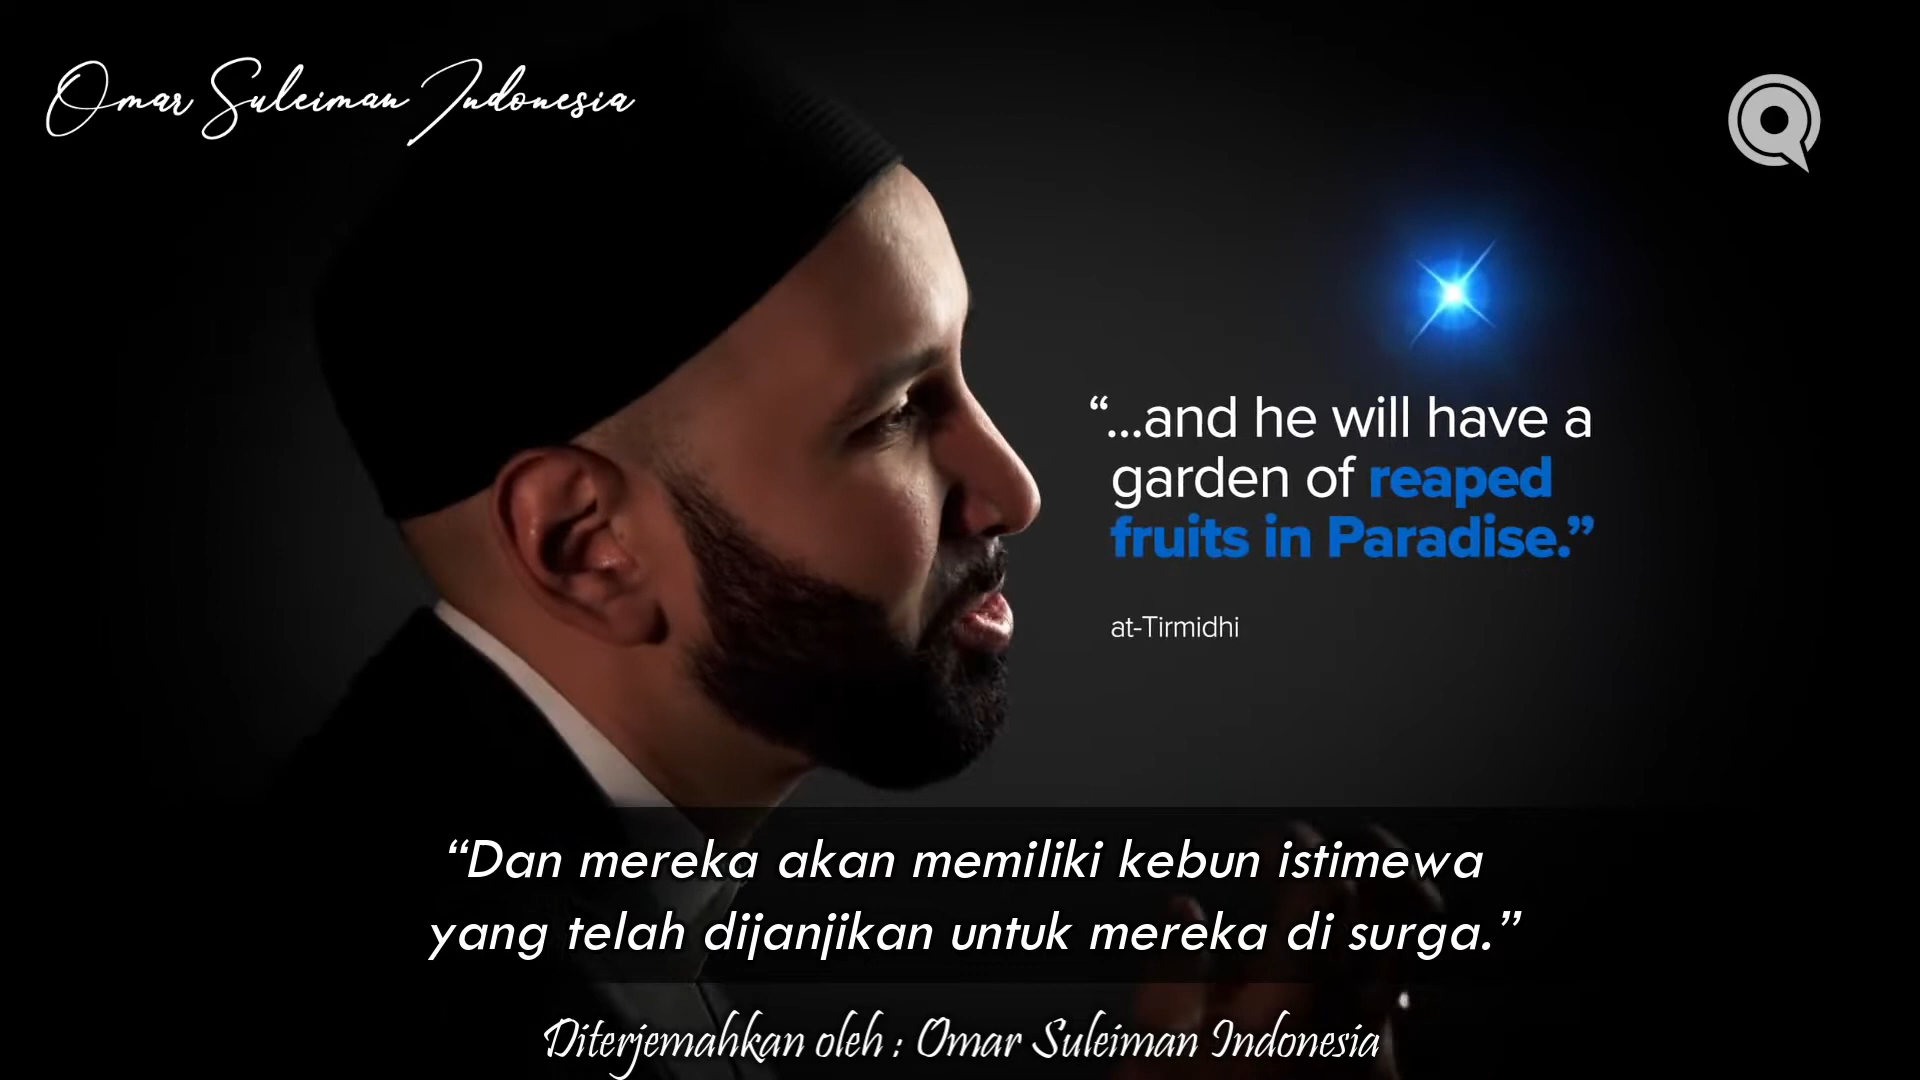 Omar Suleiman Indonesia
“...and he will have a
garden of reaped
fruits in Paradise.”
at-Tirmidhi
“Dan mereka akan memiliki kebun istimewa
yang telah dijanjikan untuk mereka di surga.”
Diterjemahkan oleh : Omar Suleiman Indonesia